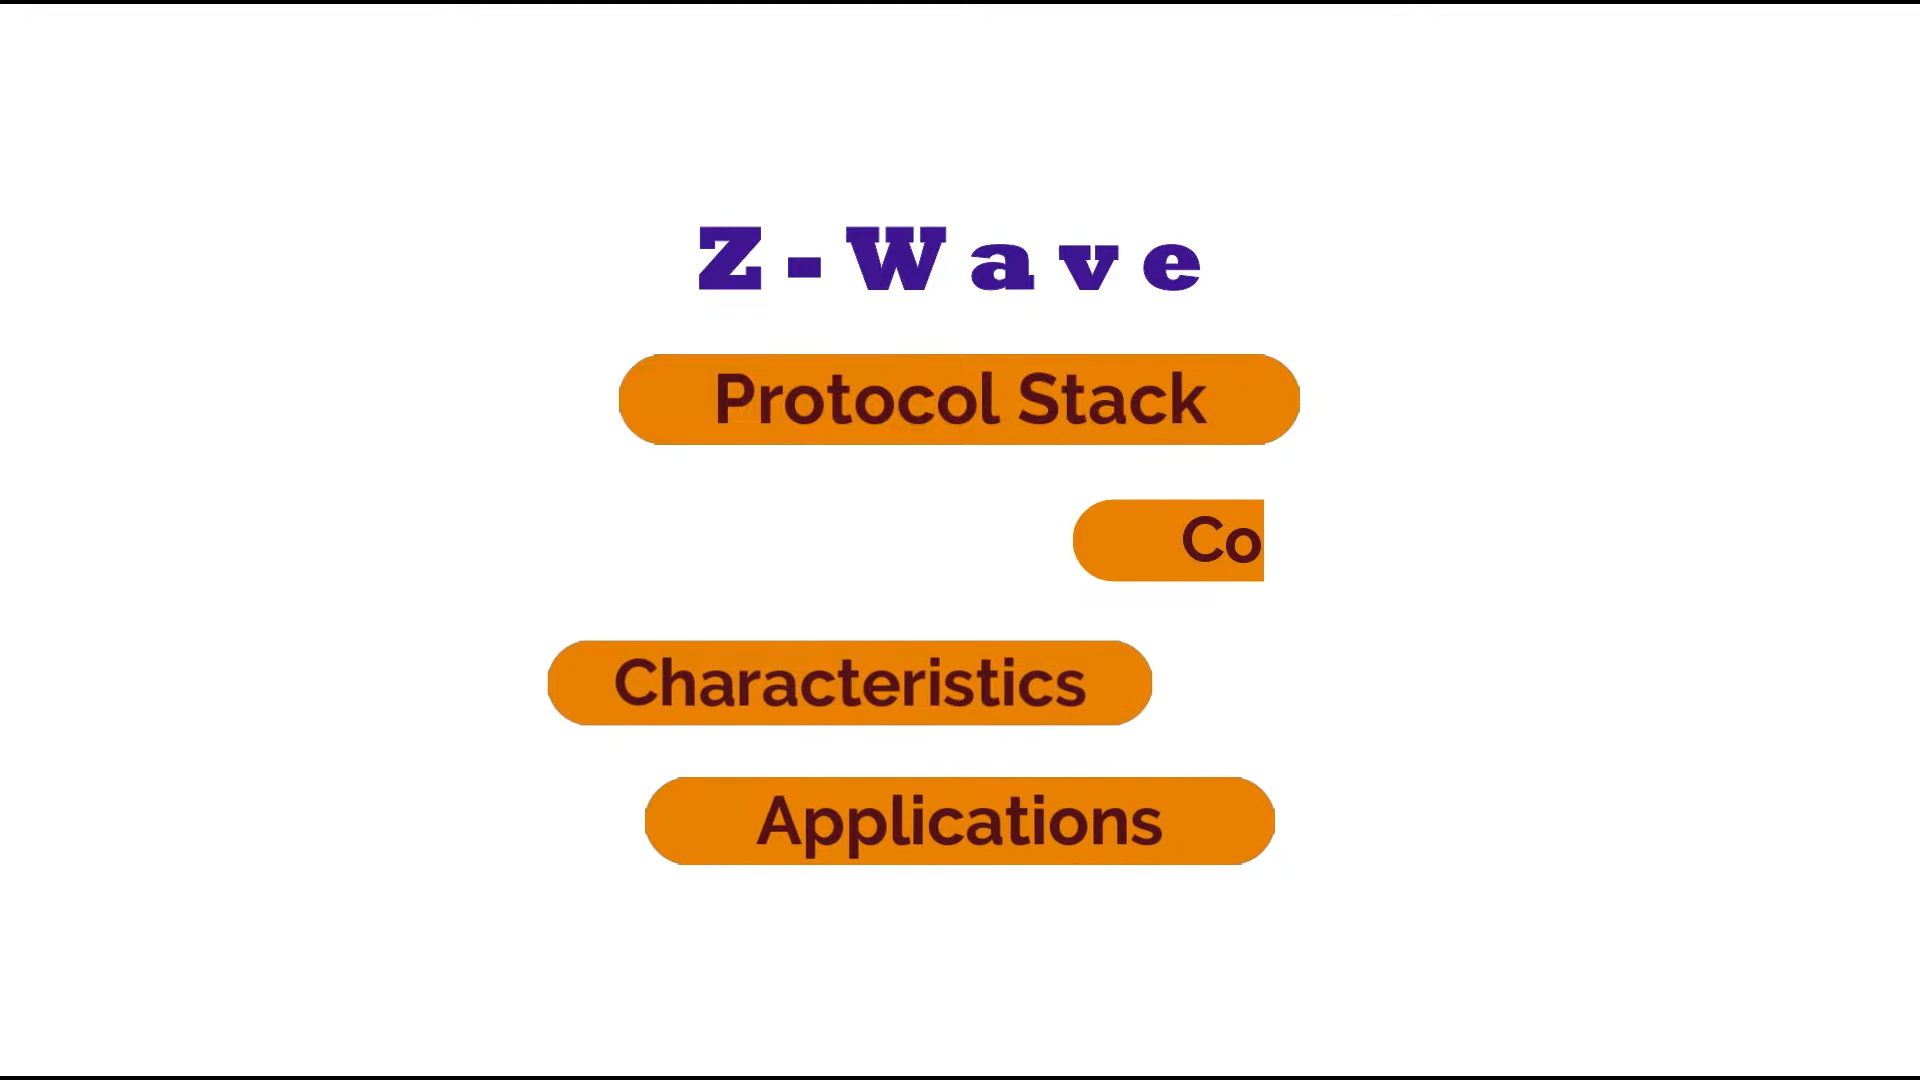 Z-Wave
Protocol Stack
Co
Characteristics
Applications